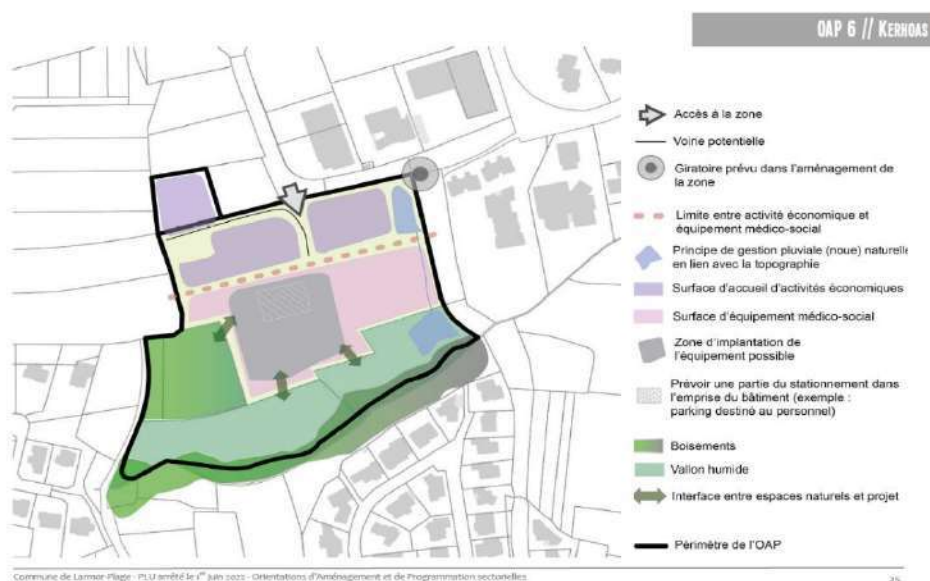 OAP 6 // KERHOAS
Accès à la zone
Voirie potentielle
Giratoire prévu dans l'aménagement de
la zone
Limite entre activité économique et
équipement médico-social
Principe de gestion pluviale (noue) naturelle
en lien avec la topographie
Surface d'accueil d'activités économiques
Surface d'équipement médico-social
Zone d'implantation de
l'équipement possible
Prévoir une partie du stationnement dans
l'emprise du bâtiment (exemple :
parking destiné au personnel)
Boisements
Vallon humide
Interface entre espaces naturels et projet
Périmètre de l'OAP
Commune de Larmor-Plage - PLU arrêté le 1er juin 2022 - Orientations d'Aménagement et de Programmation sectorielles